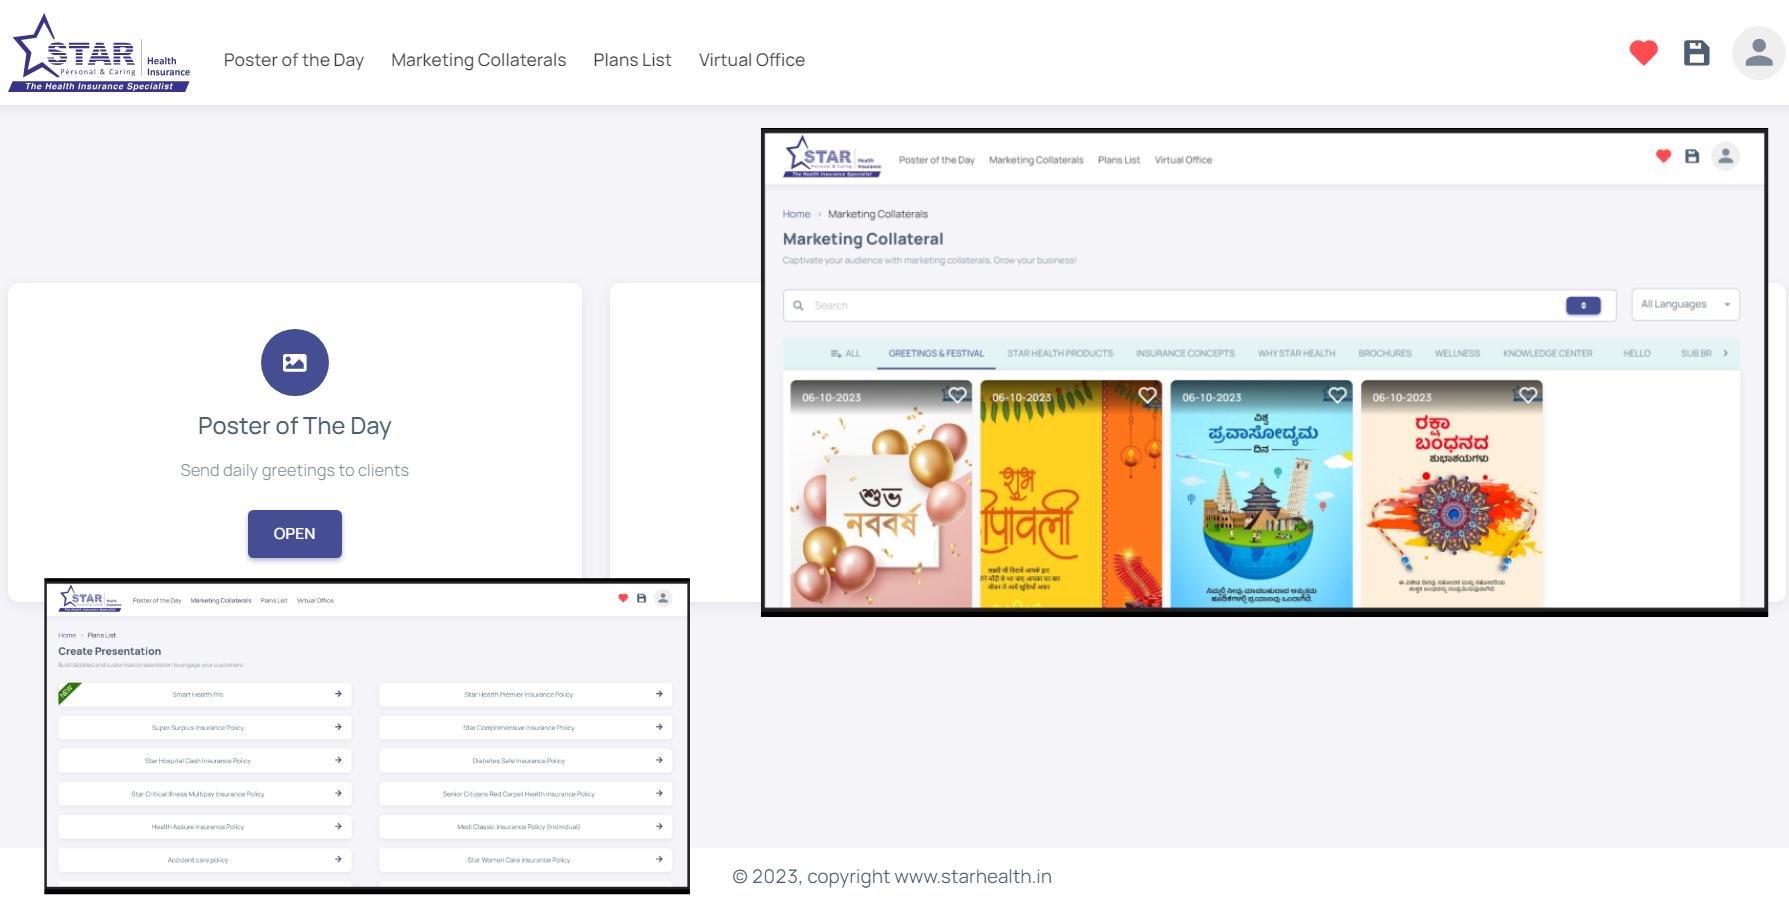 STAR
Health
Insurance
Personal & Caring
The Health Insurance Specialist
Poster of the Day
Marketing Collaterals
Plans List
Virtual Office
Poster of The Day
Send daily greetings to clients
OPEN
STAR
Health
Insurance
Personal & Caring
The Health Insurance Specialist
Poster of the Day
Marketing Collaterals
Plans List
Virtual Office
Home > Marketing Collaterals
Marketing Collateral
Captivate your audience with marketing collaterals. Grow your business!
Search
All Languages
ALL
GREETINGS & FESTIVAL
STAR HEALTH PRODUCTS
INSURANCE CONCEPTS
WHY STAR HEALTH
BROCHURES
WELLNESS
KNOWLEDGE CENTER
HELLO
SUB BR
06-10-2023
শুভ
নববর্ষ
06-10-2023
शुभ
दीपावली
06-10-2023
ವಿಶ್ವ
ಪ್ರವಾಸೋದ್ಯಮ
ದಿನ
06-10-2023
ರಕ್ಷಾ
ಬಂಧನದ
ಶುಭಾಶಯಗಳು
STAR
Poster of the Day
Marketing Collaterals
Plans List
Virtual Office
Home > Plans List
Create Presentation
Build detailed and customized presentation to engage your customers!
NEW
Smart Health Pro
Star Health Premier Insurance Policy
Super Surplus Insurance Policy
Star Comprehensive Insurance Policy
Star Hospital Cash Insurance Policy
Diabetes Safe Insurance Policy
Star Critical Illness Multipay Insurance Policy
Senior Citizens Red Carpet Health Insurance Policy
Health Assure Insurance Policy
Medi Classic Insurance Policy (Individual)
Accident care policy
Star Women Care Insurance Policy
© 2023, copyright www.starhealth.in